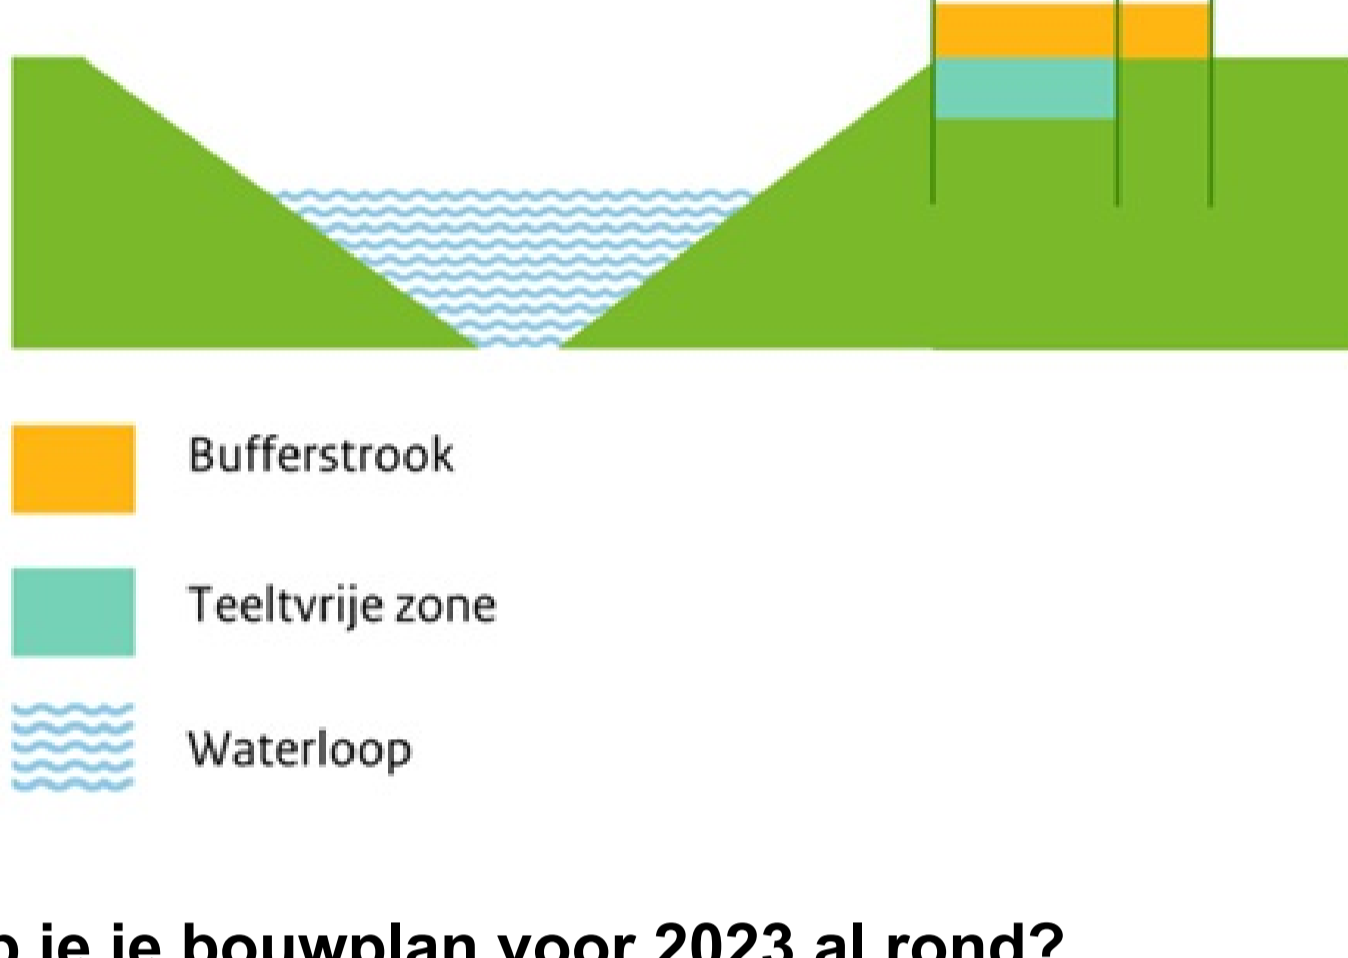 Bufferstrook
Teeltvrije zone
Waterloop
je je bouwplan voor 2023 al rond?